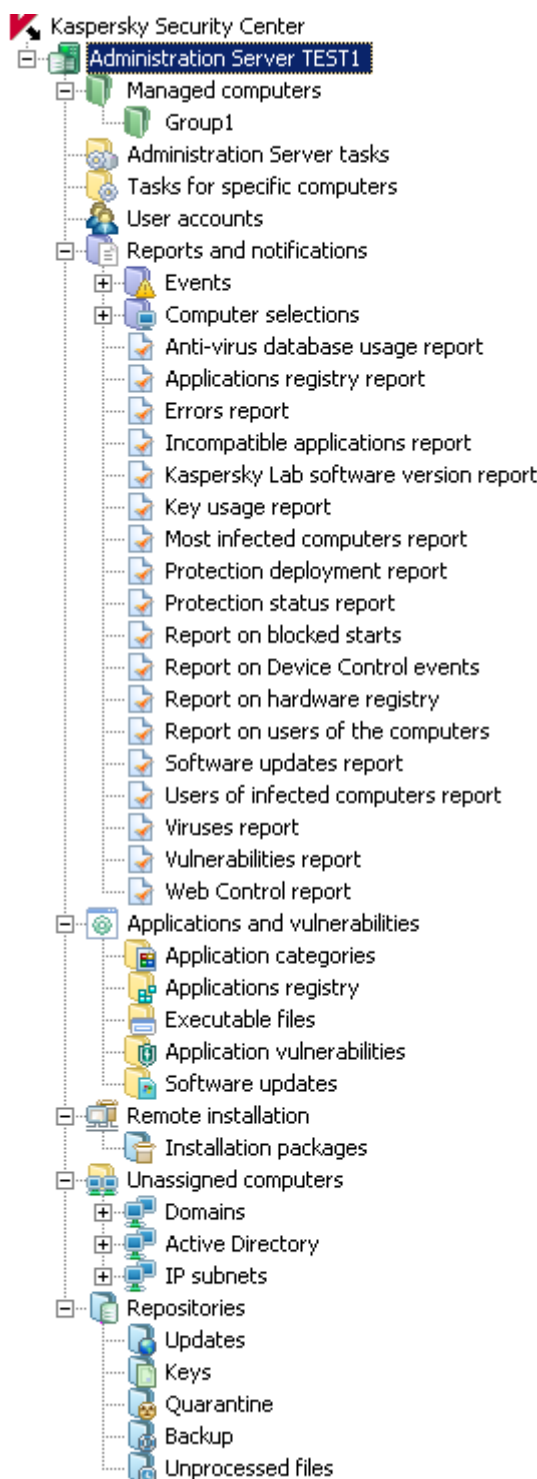 Kaspersky Security Center
Administration Server TEST1
Managed computers
Group1
Administration Server tasks
Tasks for specific computers
User accounts
Reports and notifications
Events
Computer selections
Anti-virus database usage report
Applications registry report
Errors report
Incompatible applications report
Kaspersky Lab software version report
Key usage report
Most infected computers report
Protection deployment report
Protection status report
Report on blocked starts
Report on Device Control events
Report on hardware registry
Report on users of the computers
Software updates report
Users of infected computers report
Viruses report
Vulnerabilities report
Web Control report
Applications and vulnerabilities
Application categories
Applications registry
Executable files
Application vulnerabilities
Software updates
Remote installation
Installation packages
Unassigned computers
Domains
Active Directory
IP subnets
Repositories
Updates
Keys
Quarantine
Backup
Unprocessed files